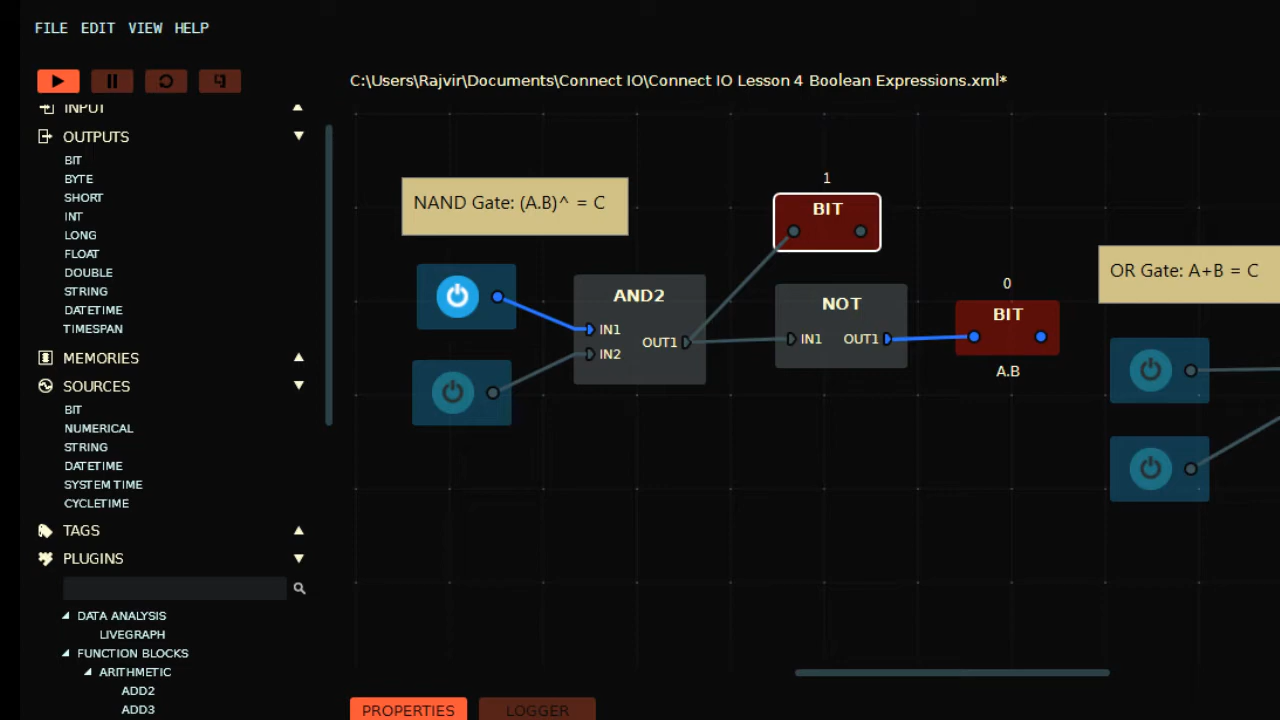 FILE EDIT VIEW HELP
C:\Users\Rajvir\Documents\Connect IO\Connect IO Lesson 4 Boolean Expressions.xml*
INPUT
OUTPUTS
BIT
BYTE
SHORT
INT
LONG
FLOAT
DOUBLE
STRING
DATETIME
TIMESPAN
MEMORIES
SOURCES
BIT
NUMERICAL
STRING
DATETIME
SYSTEM TIME
CYCLETIME
TAGS
PLUGINS
DATA ANALYSIS
LIVEGRAPH
FUNCTION BLOCKS
ARITHMETIC
ADD2
ADD3
NAND Gate: (A.B)^ = C
1
BIT
AND2
IN1
OUT1
IN2
NOT
IN1 OUT1
0
BIT
A.B
OR Gate: A+B = C
PROPERTIES LOGGER